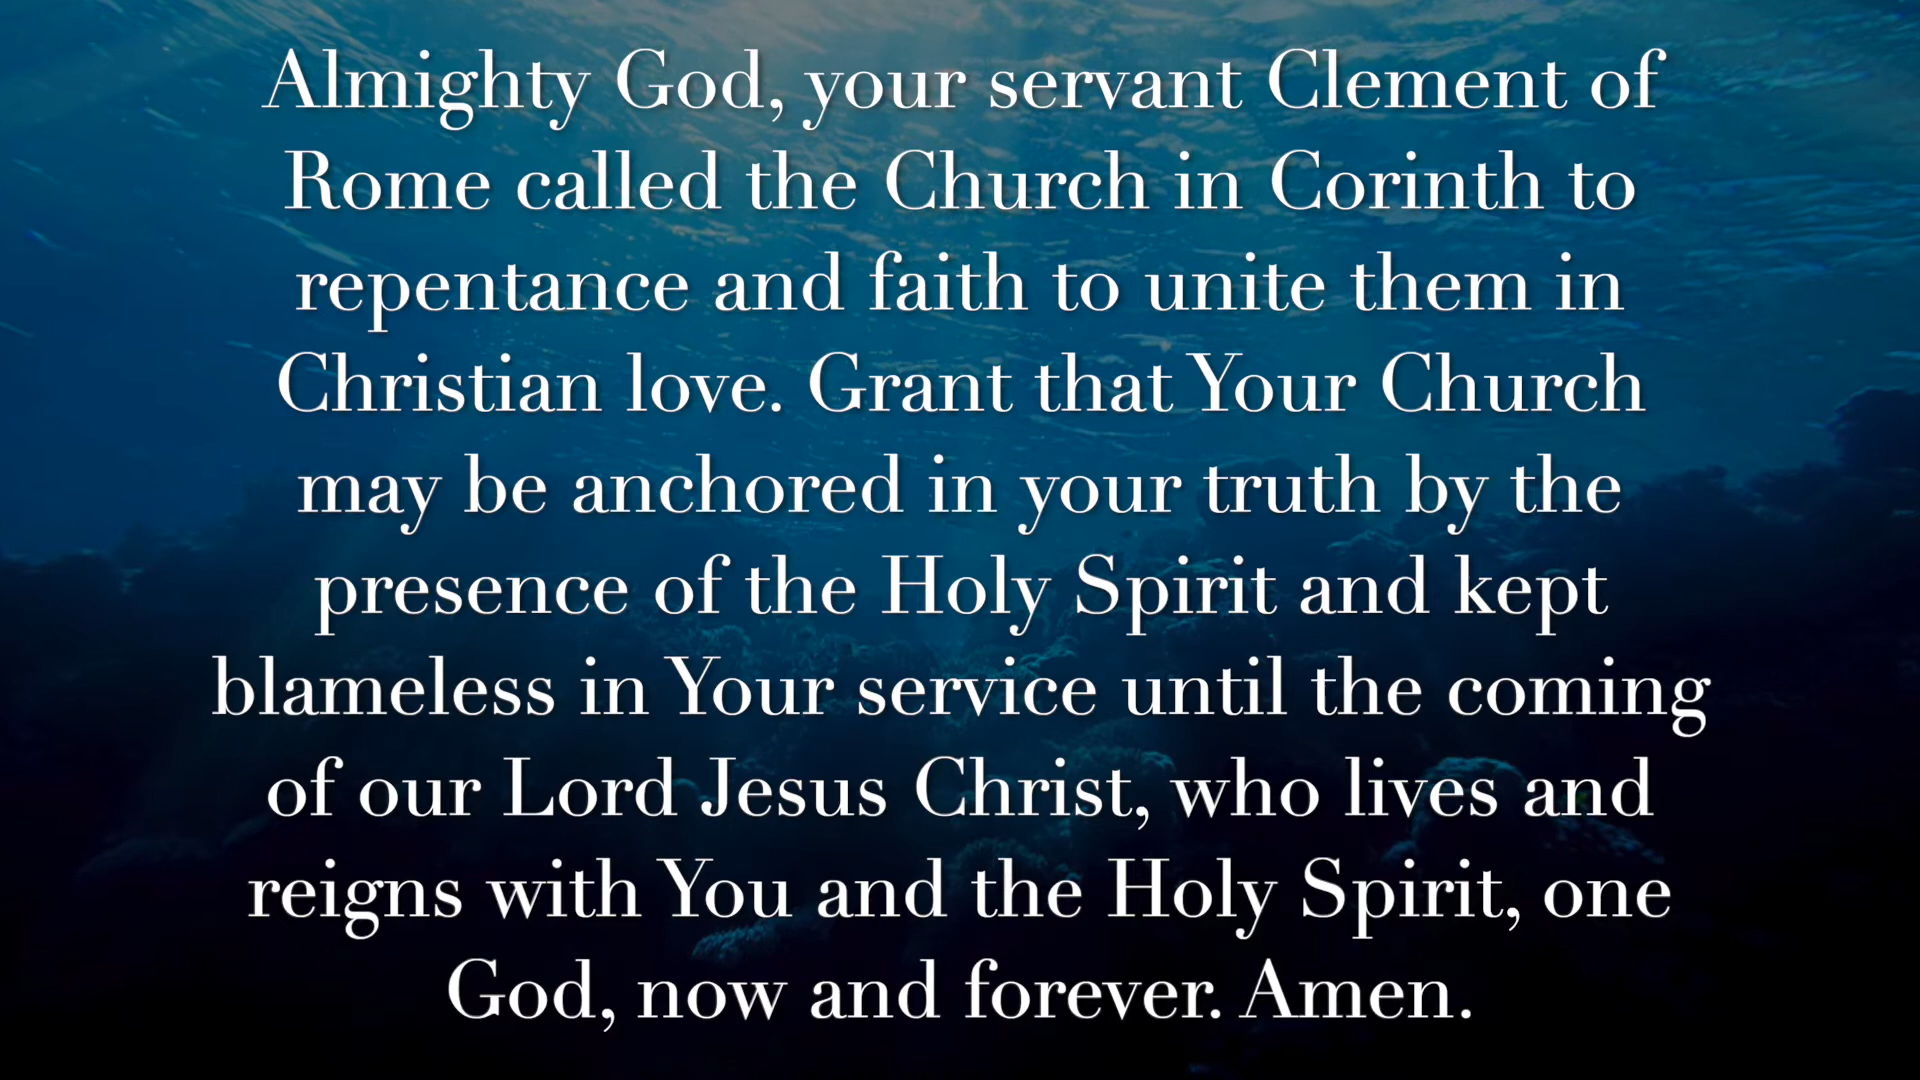 Almighty God, your servant Clement of
Rome called the Church in Corinth to
repentance and faith to unite them in
Christian love. Grant that Your Church
may be anchored in your truth by the
presence of the Holy Spirit and kept
blameless in Your service until the coming
of our Lord Jesus Christ, who lives and
reigns with You and the Holy Spirit, one
God, now and forever. Amen.